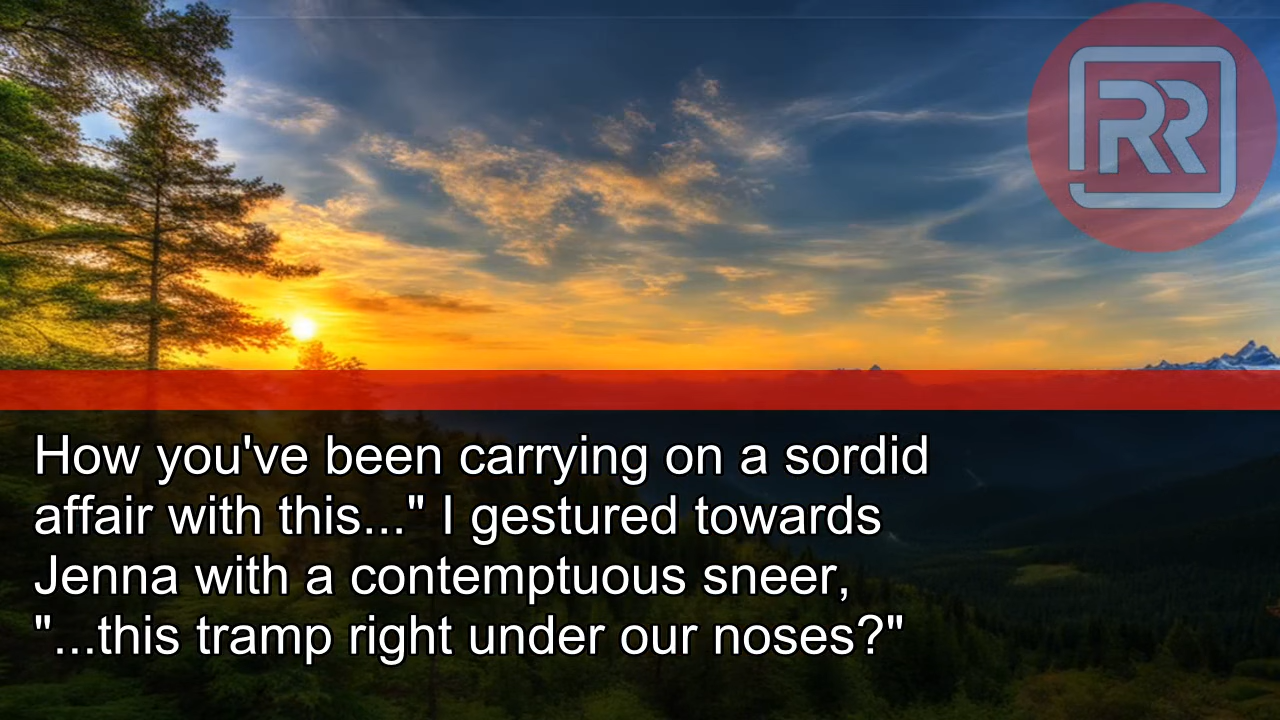 RR
How you've been carrying on a sordid
affair with this..." I gestured towards
Jenna with a contemptuous sneer,
"...this tramp right under our noses?"